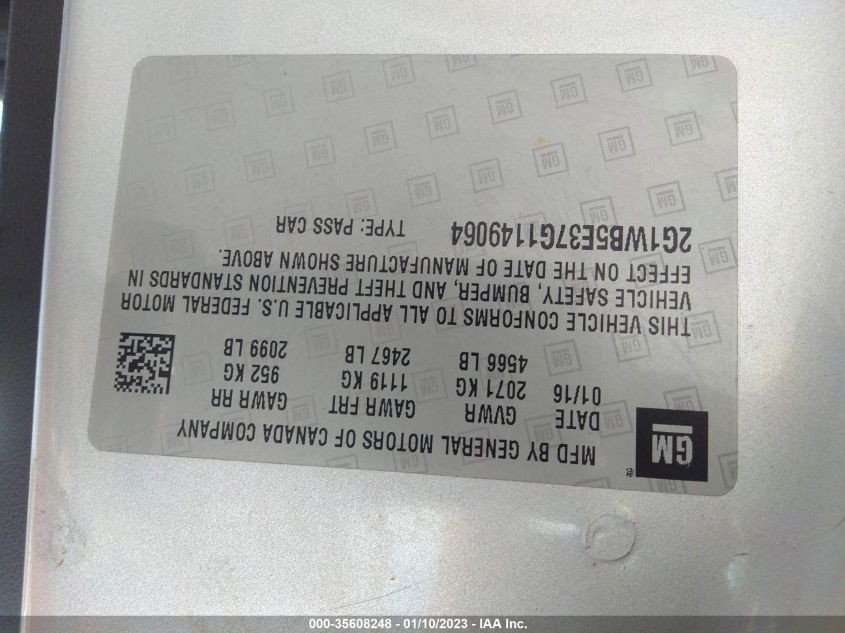 GM
MFD BY GENERAL MOTORS OF CANADA COMPANY
DATE GVWR GAWR FRT GAWR RR
01/16 2071 KG 1119 KG 952 KG
4566 LB 2467 LB 2099 LB
THIS VEHICLE CONFORMS TO ALL APPLICABLE U.S. FEDERAL MOTOR
VEHICLE SAFETY, BUMPER, AND THEFT PREVENTION STANDARDS IN
EFFECT ON THE DATE OF MANUFACTURE SHOWN ABOVE.
2G1WB5E37G1149064 TYPE: PASS CAR
000-35608248 - 01/10/2023 - IAA Inc.